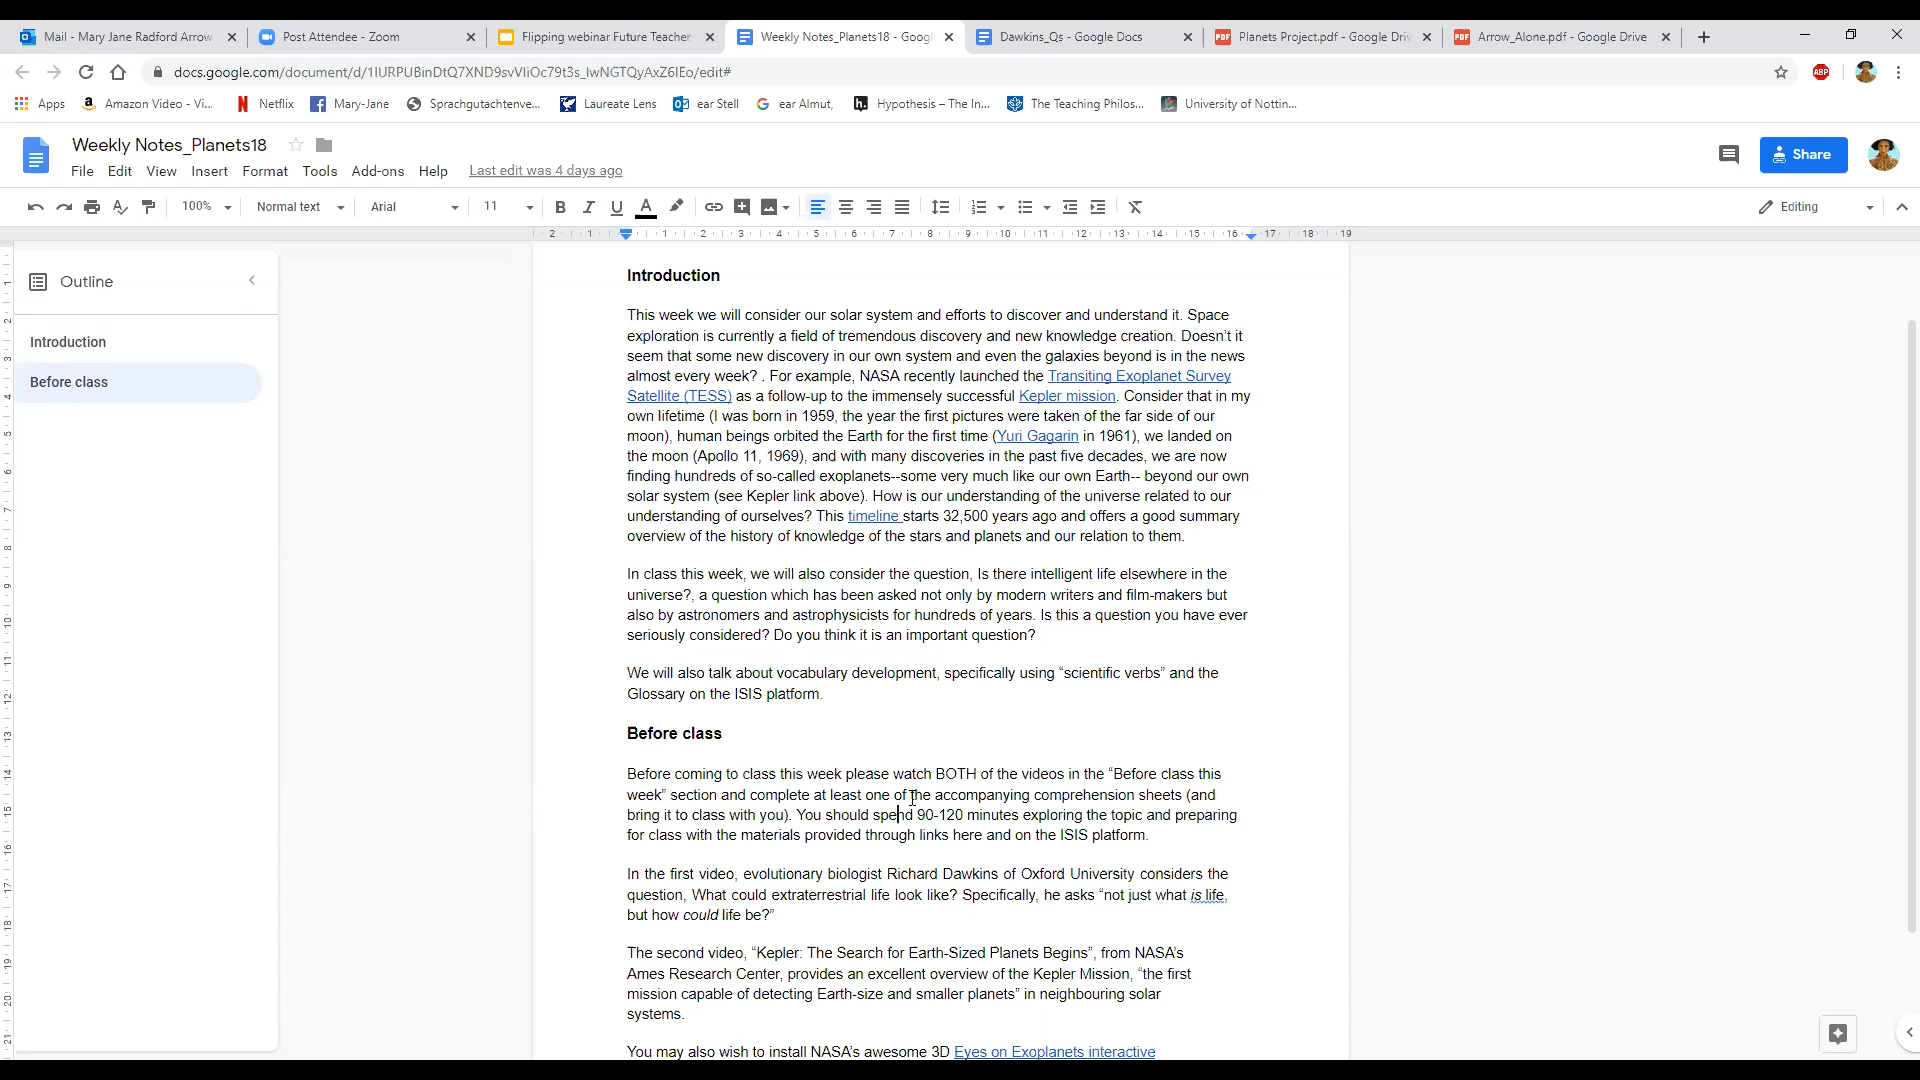 Mail - Mary Jane Radford Arrow
Post Attendee - Zoom
Flipping webinar Future Teacher
Weekly Notes_Planets18 - Googl
Dawkins_Qs - Google Docs
Planets Project.pdf - Google Driv
Arrow_Alone.pdf - Google Drive
ABP
Apps
Amazon Video - Vi...
Netflix
Mary-Jane
Sprachgutachtenve...
Laureate Lens
ear Stell
ear Almut,
Hypothesis – The In...
The Teaching Philos...
University of Nottin...
Weekly Notes_Planets18
Share
File Edit View Insert Format Tools Add-ons Help Last edit was 4 days ago
100% Normal text Arial 11 B I U A Editing
2 1 1 2 3 4 5 6 7 8 9 10 11 12 13 14 15 16 17 18 19
Outline
Introduction
Before class
Introduction
This week we will consider our solar system and efforts to discover and understand it. Space
exploration is currently a field of tremendous discovery and new knowledge creation. Doesn’t it
seem that some new discovery in our own system and even the galaxies beyond is in the news
almost every week? . For example, NASA recently launched the Transiting Exoplanet Survey
Satellite (TESS) as a follow-up to the immensely successful Kepler mission. Consider that in my
own lifetime (I was born in 1959, the year the first pictures were taken of the far side of our
moon), human beings orbited the Earth for the first time (Yuri Gagarin in 1961), we landed on
the moon (Apollo 11, 1969), and with many discoveries in the past five decades, we are now
finding hundreds of so-called exoplanets--some very much like our own Earth-- beyond our own
solar system (see Kepler link above). How is our understanding of the universe related to our
understanding of ourselves? This timeline starts 32,500 years ago and offers a good summary
overview of the history of knowledge of the stars and planets and our relation to them.
In class this week, we will also consider the question, Is there intelligent life elsewhere in the
universe?, a question which has been asked not only by modern writers and film-makers but
also by astronomers and astrophysicists for hundreds of years. Is this a question you have ever
seriously considered? Do you think it is an important question?
We will also talk about vocabulary development, specifically using “scientific verbs” and the
Glossary on the ISIS platform.
Before class
Before coming to class this week please watch BOTH of the videos in the “Before class this
week” section and complete at least one of the accompanying comprehension sheets (and
bring it to class with you). You should spend 90-120 minutes exploring the topic and preparing
for class with the materials provided through links here and on the ISIS platform.
In the first video, evolutionary biologist Richard Dawkins of Oxford University considers the
question, What could extraterrestrial life look like? Specifically, he asks “not just what is life,
but how could life be?”
The second video, “Kepler: The Search for Earth-Sized Planets Begins”, from NASA’s
Ames Research Center, provides an excellent overview of the Kepler Mission, “the first
mission capable of detecting Earth-size and smaller planets” in neighbouring solar
systems.
You may also wish to install NASA’s awesome 3D Eyes on Exoplanets interactive